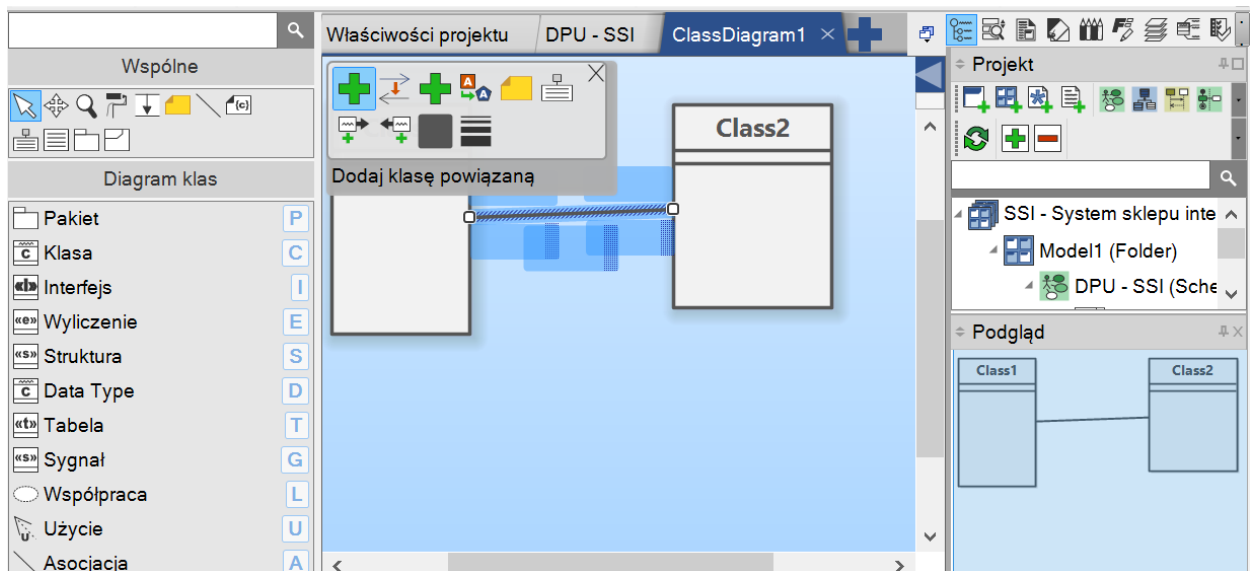 Właściwości projektu
DPU - SSI
ClassDiagram1
Wspólne
Diagram klas
Pakiet P
Klasa C
Interfejs I
Wyliczenie E
Struktura S
Data Type D
Tabela T
Sygnał G
Współpraca L
Użycie U
Asocjacja A
Dodaj klasę powiązaną
Class2
Projekt
SSI - System sklepu inte
Model1 (Folder)
DPU - SSI (Sche
Podgląd
Class1
Class2